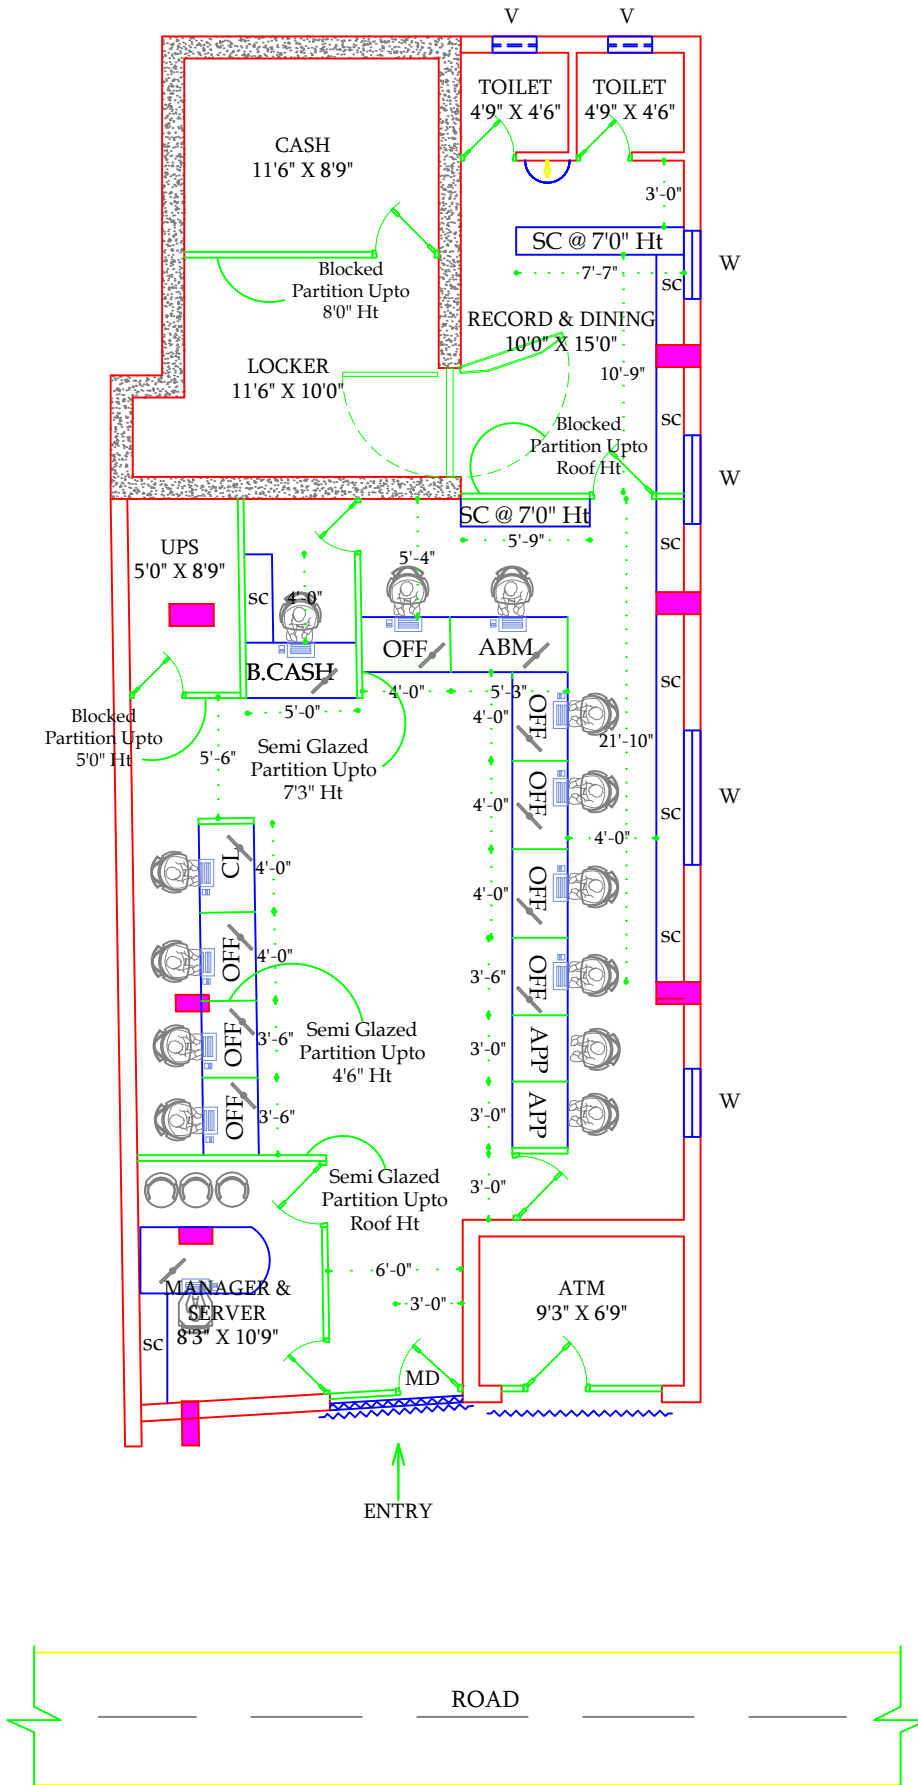 V
V
TOILET
4'9" X 4'6"
TOILET
4'9" X 4'6"
CASH
11'6" X 8'9"
3'-0"
SC @ 7'0" Ht
W
7'-7"
SC
Blocked
Partition Upto
8'0" Ht
RECORD & DINING
10'0" X 15'0"
LOCKER
11'6" X 10'0"
10'-9"
SC
Blocked
Partition Upto
Roof Ht
W
SC @ 7'0" Ht
5'-9"
SC
UPS
5'0" X 8'9"
5'-4"
SC
4'-0"
B.CASH
OFF
ABM
5'-0"
4'-0"
5'-3"
SC
Blocked
Partition Upto
5'0" Ht
5'-6"
Semi Glazed
Partition Upto
7'3" Ht
4'-0"
OFF
21'-10"
4'-0"
OFF
W
SC
4'-0"
CL
4'-0"
4'-0"
OFF
SC
OFF
4'-0"
3'-6"
OFF
OFF
3'-6"
Semi Glazed
Partition Upto
4'6" Ht
3'-0"
APP
OFF
3'-6"
3'-0"
APP
W
Semi Glazed
Partition Upto
Roof Ht
3'-0"
6'-0"
MANAGER &
SERVER
8'3" X 10'9"
SC
3'-0"
ATM
9'3" X 6'9"
MD
ENTRY
ROAD